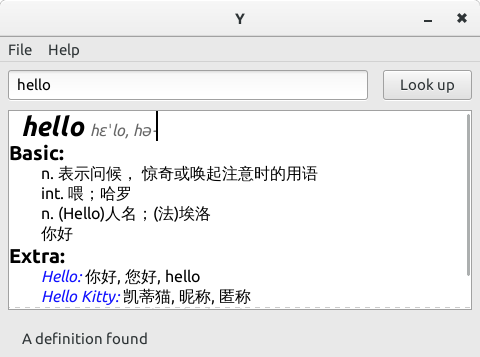 Y
File Help
hello Look up
hello hɛˈlo, hə-
Basic:
n. 表示问候， 惊奇或唤起注意时的用语
int. 喂；哈罗
n. (Hello)人名；(法)埃洛
你好
Extra:
Hello: 你好, 您好, hello
Hello Kitty: 凯蒂猫, 昵称, 匿称
A definition found